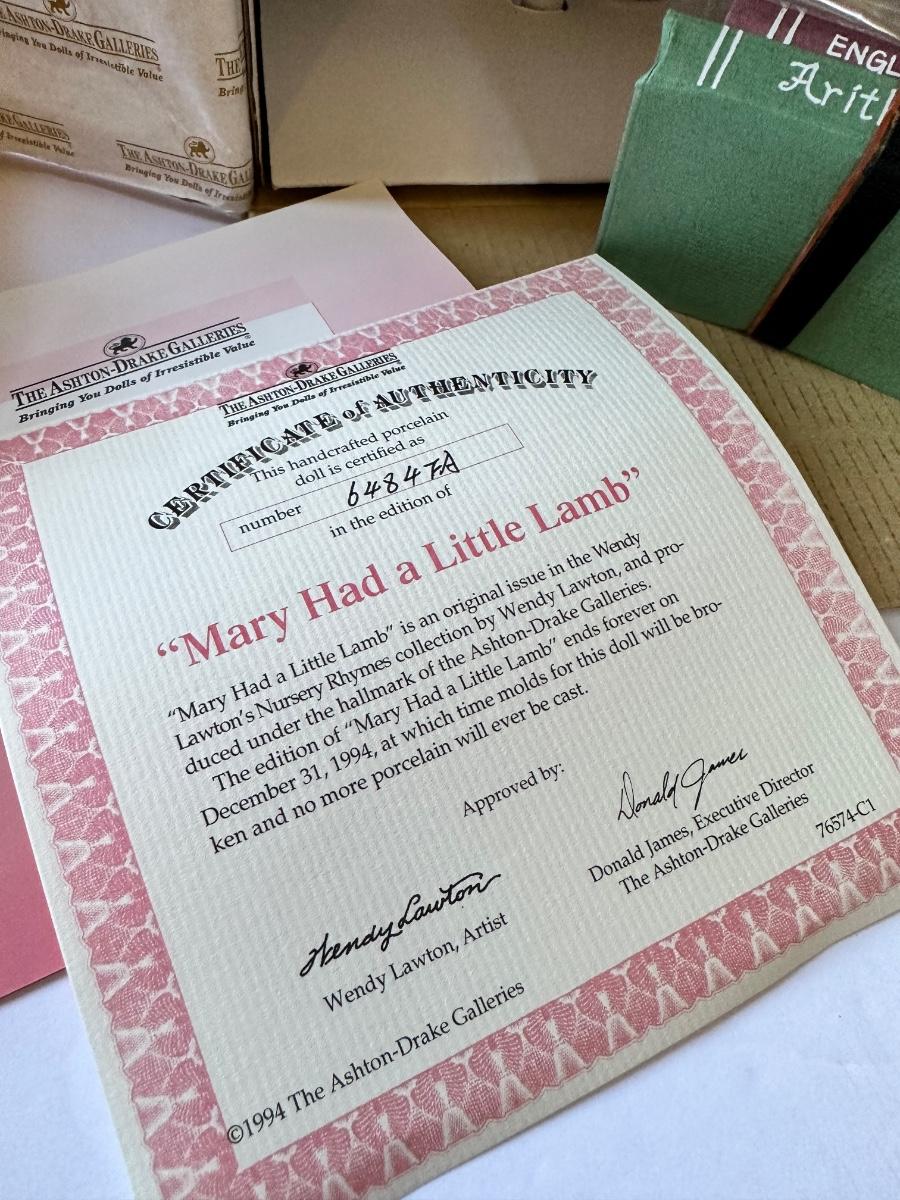 THE ASHTON-DRAKE GALLERIES
Bringing You Dolls of Irresistible Value
THE
Bring
THE ASHTON-DRAKE GAL
Bringing You Dolls of Irres
ENGL
Arit
THE ASHTON-DRAKE GALLERIES
Bringing You Dolls of Irresistible Value
THE ASHTON-DRAKE GALLERIES
Bringing You Dolls of Irresistible Value
CERTIFICATE of AUTHENTICITY
This handcrafted porcelain
doll is certified as
number 64847A
in the edition of
“Mary Had a Little Lamb”
“Mary Had a Little Lamb” is an original issue in the Wendy
Lawton's Nursery Rhymes collection by Wendy Lawton, and pro-
duced under the hallmark of the Ashton-Drake Galleries.
The edition of “Mary Had a Little Lamb” ends forever on
December 31, 1994, at which time molds for this doll will be bro-
ken and no more porcelain will ever be cast.
Approved by:
Donald James
Donald James, Executive Director
The Ashton-Drake Galleries
76574-C1
Wendy Lawton
Wendy Lawton, Artist
©1994 The Ashton-Drake Galleries